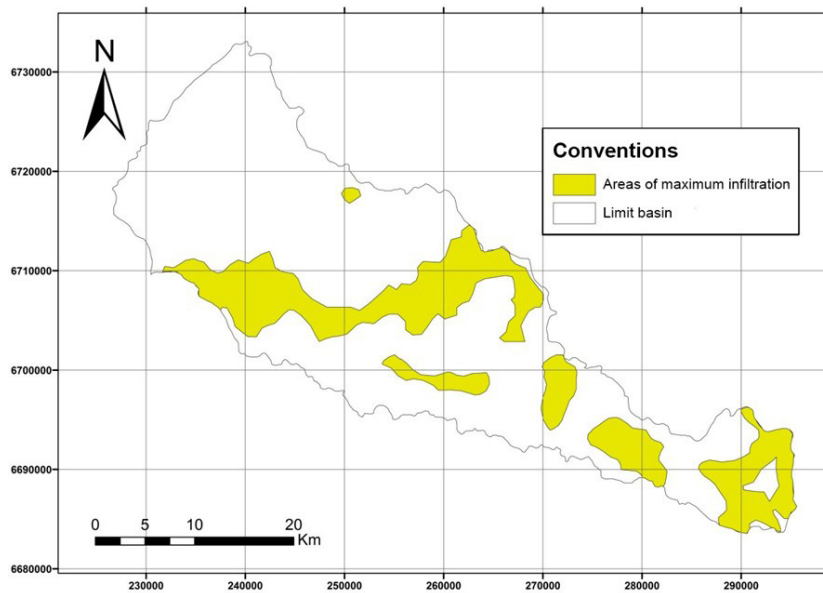 N
6730000
6720000
6710000
6700000
6690000
6680000
Conventions
Areas of maximum infiltration
Limit basin
0 5 10 20
Km
230000 240000 250000 260000 270000 280000 290000